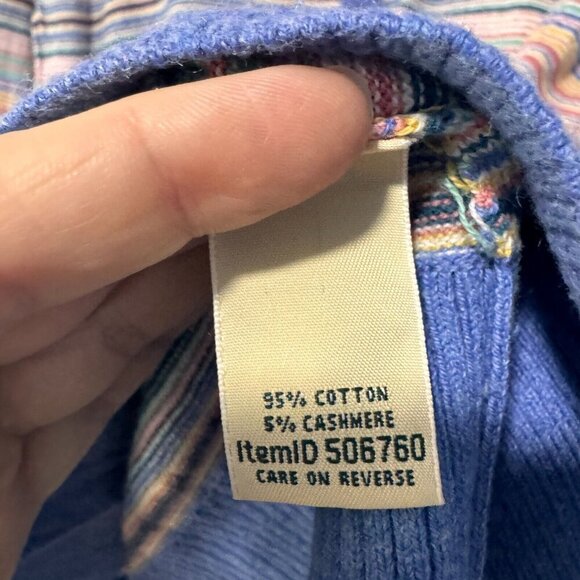 95% COTTON
5% CASHMERE
ItemID 506760
CARE ON REVERSE